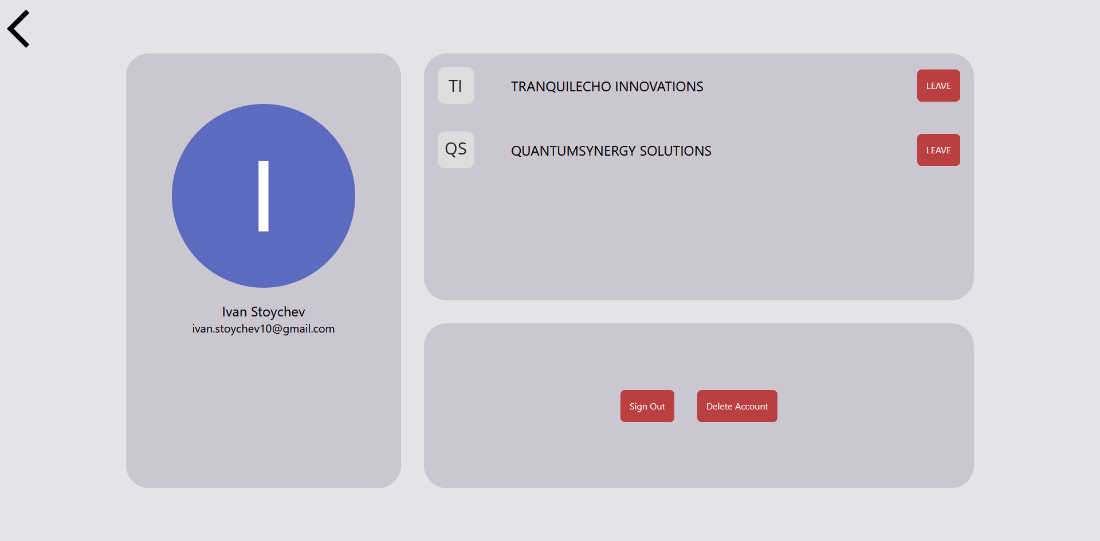 I
Ivan Stoychev
ivan.stoychev10@gmail.com
TI TRANQUILECHO INNOVATIONS LEAVE
QS QUANTUMSYNERGY SOLUTIONS LEAVE
Sign Out Delete Account